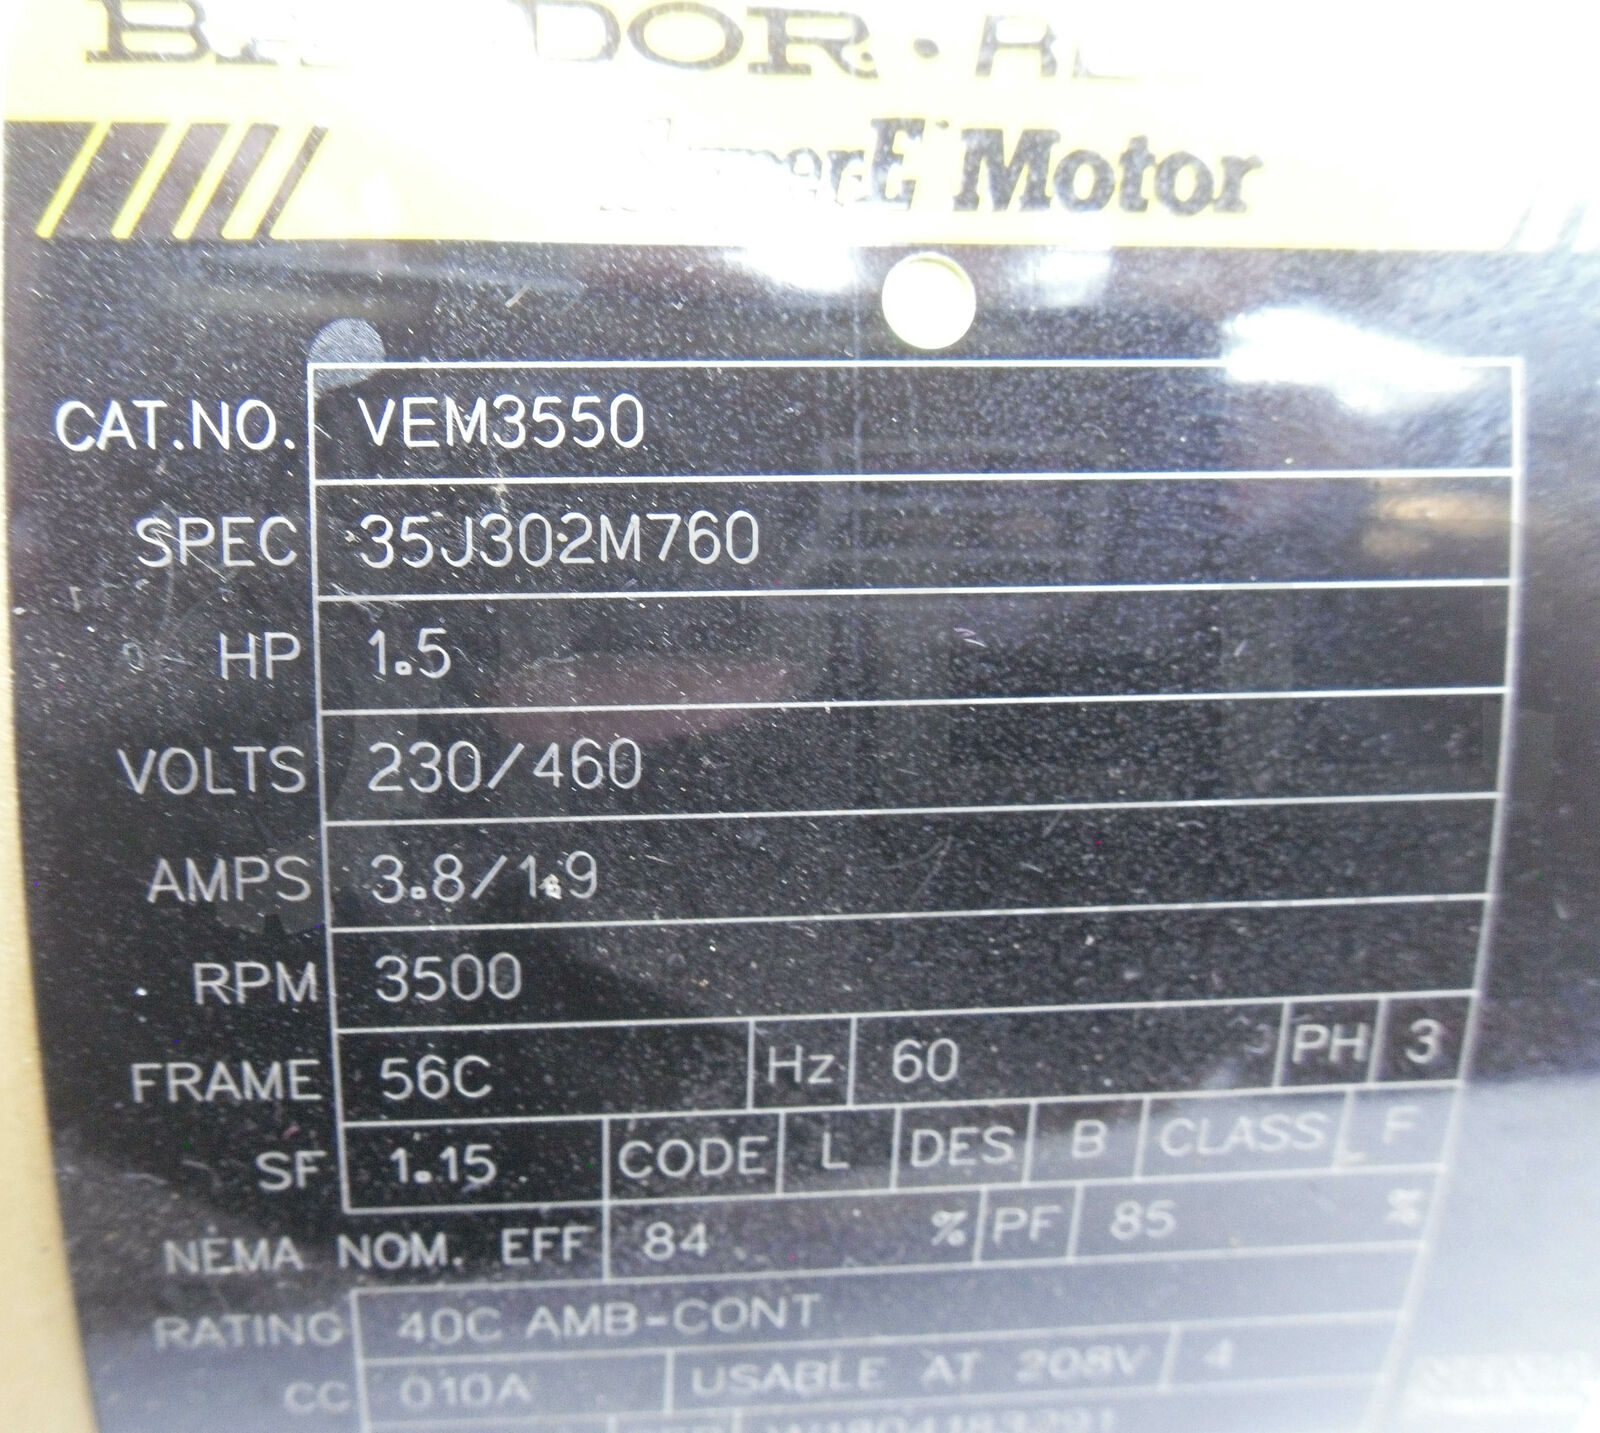 SuperE Motor
CAT.NO. VEM3550
SPEC 35J302M760
HP 1.5
VOLTS 230/460
AMPS 3.8/1.9
RPM 3500
FRAME 56C Hz 60 PH 3
SF 1.15 CODE L DES B CLASS F
NEMA NOM. EFF 84 % PF 85 %
RATING 40C AMB-CONT
CC 010A USABLE AT 208V 4